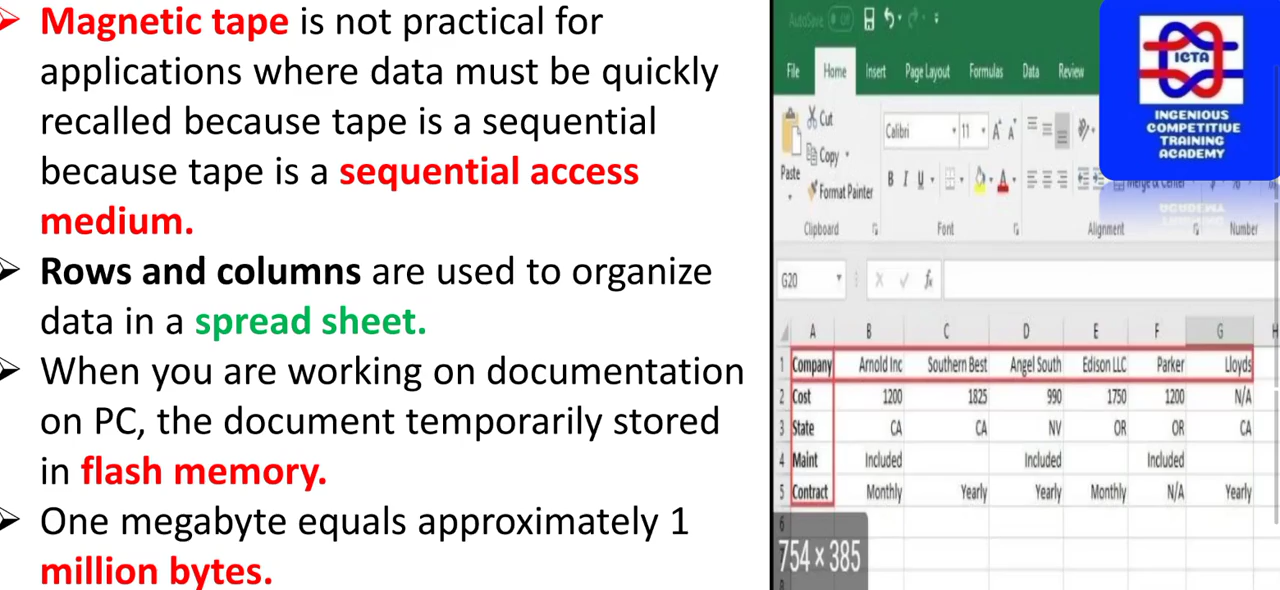 Magnetic tape is not practical for
applications where data must be quickly
recalled because tape is a sequential
because tape is a sequential access
medium.
Rows and columns are used to organize
data in a spread sheet.
When you are working on documentation
on PC, the document temporarily stored
in flash memory.
One megabyte equals approximately 1
million bytes.
AutoSave Off
File Home Insert Page Layout Formulas Data Review
Cut
Copy
Paste
Format Painter
Calibri 11 A A
B I U A
Clipboard Font Alignment Number
G20 fx
A B C D E F G H
1 Company Arnold Inc Southern Best Angel South Edison LLC Parker Lloyds
2 Cost 1200 1825 990 1750 1200 N/A
3 State CA CA NV OR OR CA
4 Maint Included Included Included
5 Contract Monthly Yearly Yearly Monthly N/A Yearly
6
754 × 385
ICTA
INGENIOUS
COMPETITIVE
TRAINING
ACADEMY